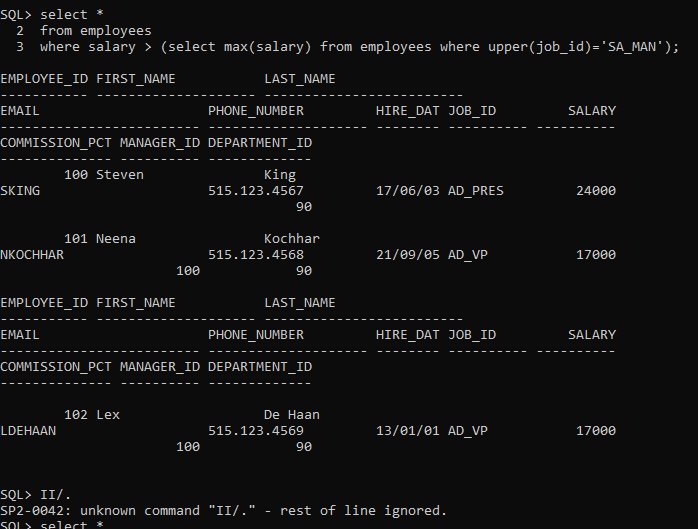 SQL> select *
  2  from employees
  3  where salary > (select max(salary) from employees where upper(job_id)='SA_MAN');
EMPLOYEE_ID FIRST_NAME           LAST_NAME
----------- -------------------- -------------------------
EMAIL                     PHONE_NUMBER         HIRE_DAT JOB_ID         SALARY
------------------------- -------------------- -------- ---------- ----------
COMMISSION_PCT MANAGER_ID DEPARTMENT_ID
-------------- ---------- -------------
        100 Steven               King
SKING                     515.123.4567         17/06/03 AD_PRES         24000
                                     90
        101 Neena                Kochhar
NKOCHHAR                  515.123.4568         21/09/05 AD_VP           17000
                      100            90
EMPLOYEE_ID FIRST_NAME           LAST_NAME
----------- -------------------- -------------------------
EMAIL                     PHONE_NUMBER         HIRE_DAT JOB_ID         SALARY
------------------------- -------------------- -------- ---------- ----------
COMMISSION_PCT MANAGER_ID DEPARTMENT_ID
-------------- ---------- -------------
        102 Lex                  De Haan
LDEHAAN                   515.123.4569         13/01/01 AD_VP           17000
                      100            90
SQL> II/.
SP2-0042: unknown command "II/." - rest of line ignored.
SQL> select *